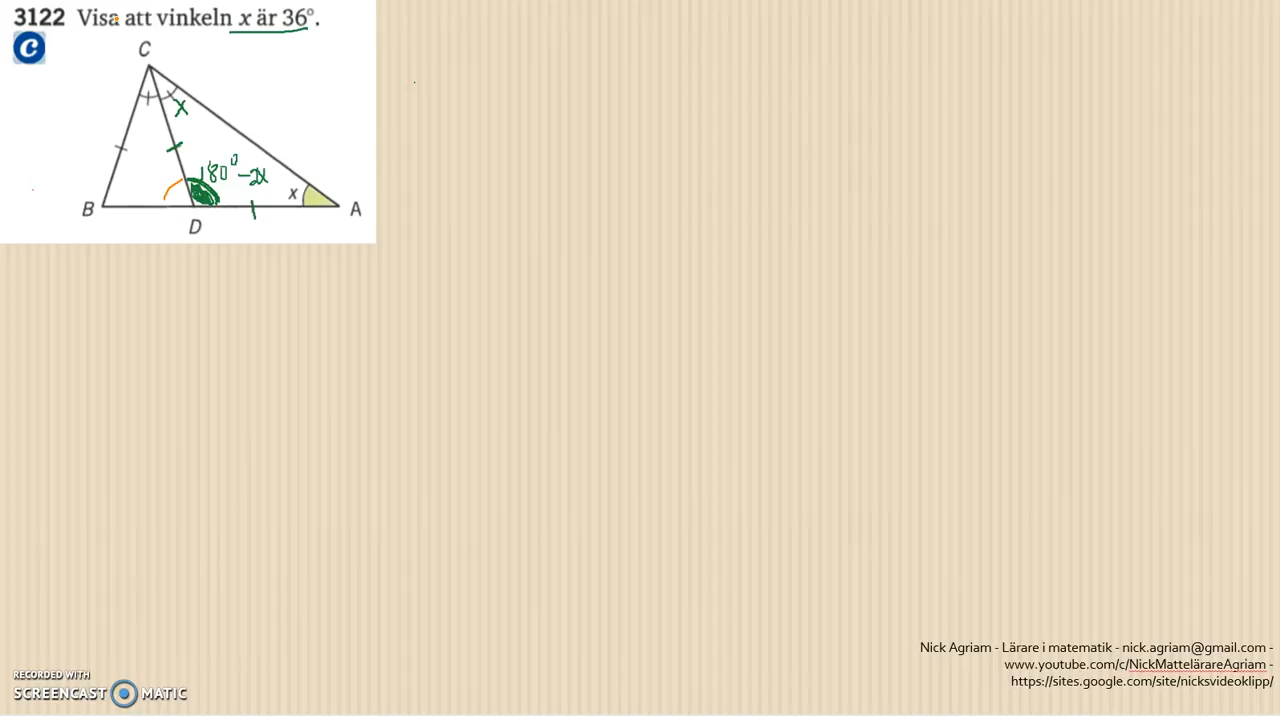 3122 Visa att vinkeln x är 36°.
C
C
X
180° - 2x
x
B
A
D
Nick Agriam - Lärare i matematik - nick.agriam@gmail.com -
www.youtube.com/c/NickMattelärareAgriam -
https://sites.google.com/site/nicksvideoklipp/
RECORDED WITH
SCREENCAST MATIC